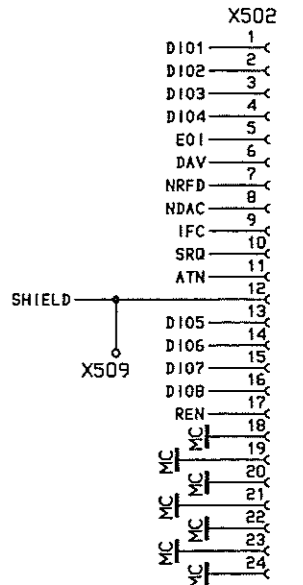 X502
1
DIO1
2
DIO2
3
DIO3
4
DIO4
5
EOI
6
DAV
7
NRFD
8
NDAC
9
IFC
10
SRQ
11
ATN
12
SHIELD
13
DIO5
14
DIO6
X509
15
DIO7
16
DIO8
17
REN
18
MC
19
MC
20
MC
21
MC
22
MC
23
MC
24
MC